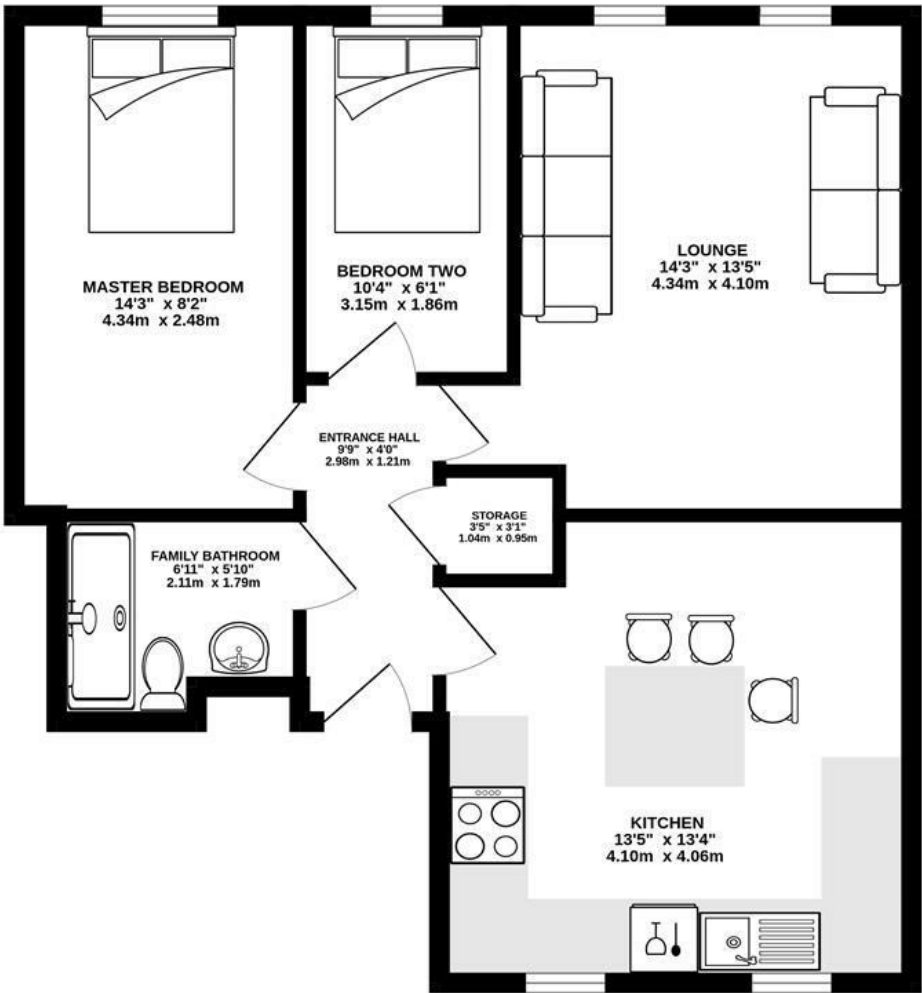 MASTER BEDROOM
14'3" x 8'2"
4.34m x 2.48m
BEDROOM TWO
10'4" x 6'1"
3.15m x 1.86m
LOUNGE
14'3" x 13'5"
4.34m x 4.10m
ENTRANCE HALL
9'9" x 4'0"
2.98m x 1.21m
STORAGE
3'5" x 3'1"
1.04m x 0.95m
FAMILY BATHROOM
6'11" x 5'10"
2.11m x 1.79m
KITCHEN
13'5" x 13'4"
4.10m x 4.06m